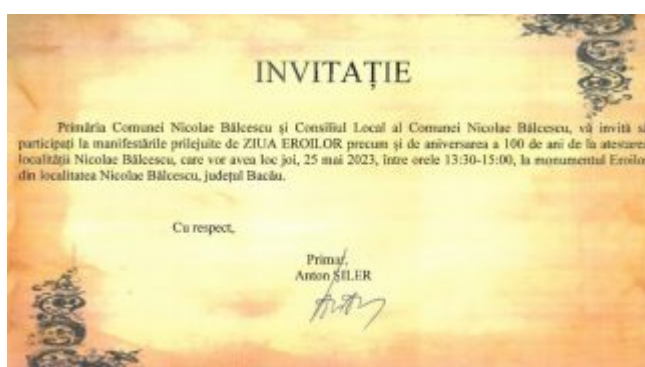 INVITAȚIE
Primăria Comunei Nicolae Bălcescu și Consiliul Local al Comunei Nicolae Bălcescu, vă invită să
participați la manifestările prilejuite de ZIUA EROILOR precum și de aniversarea a 100 de ani de la atestarea
localității Nicolae Bălcescu, care vor avea loc joi, 25 mai 2023, între orele 13:30-15:00, la monumentul Eroilor
din localitatea Nicolae Bălcescu, județul Bacău.
Cu respect,
Primar,
Anton ȘILER